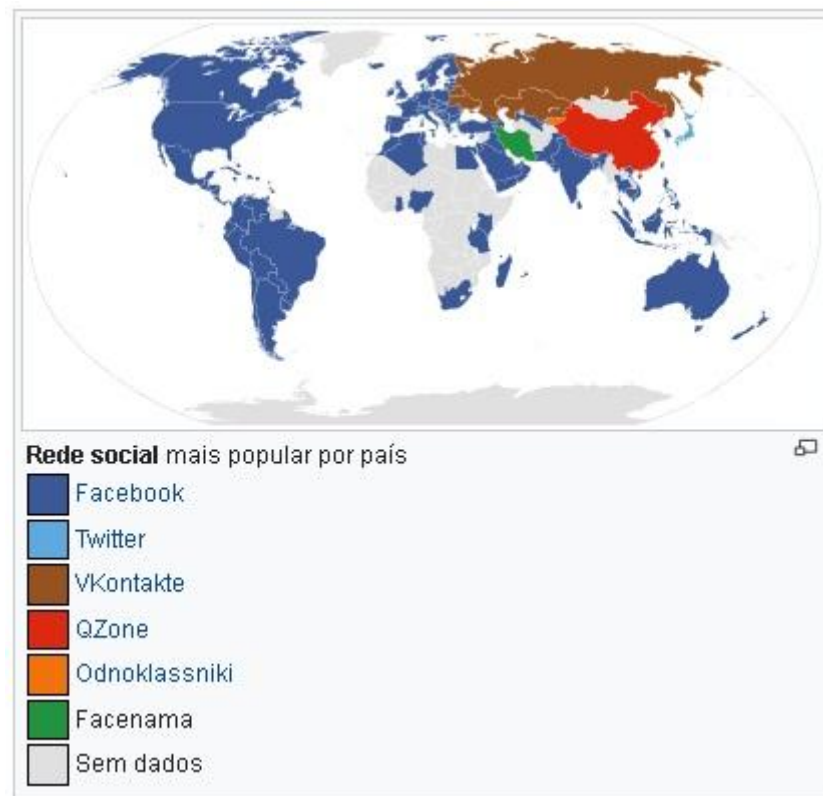 Rede social mais popular por país
Facebook
Twitter
VKontakte
QZone
Odnoklassniki
Facenama
Sem dados